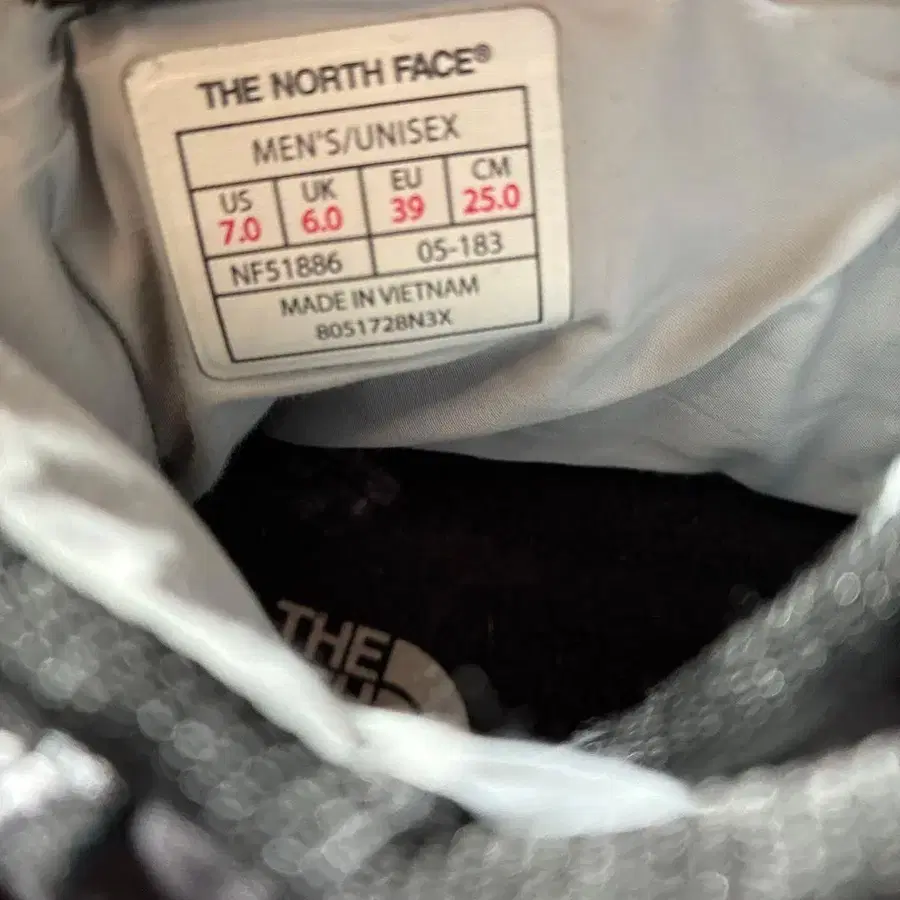 THE NORTH FACE®
MEN'S/UNISEX
US UK EU CM
7.0 6.0 39 25.0
NF51886 05-183
MADE IN VIETNAM
8051728N3X
THE